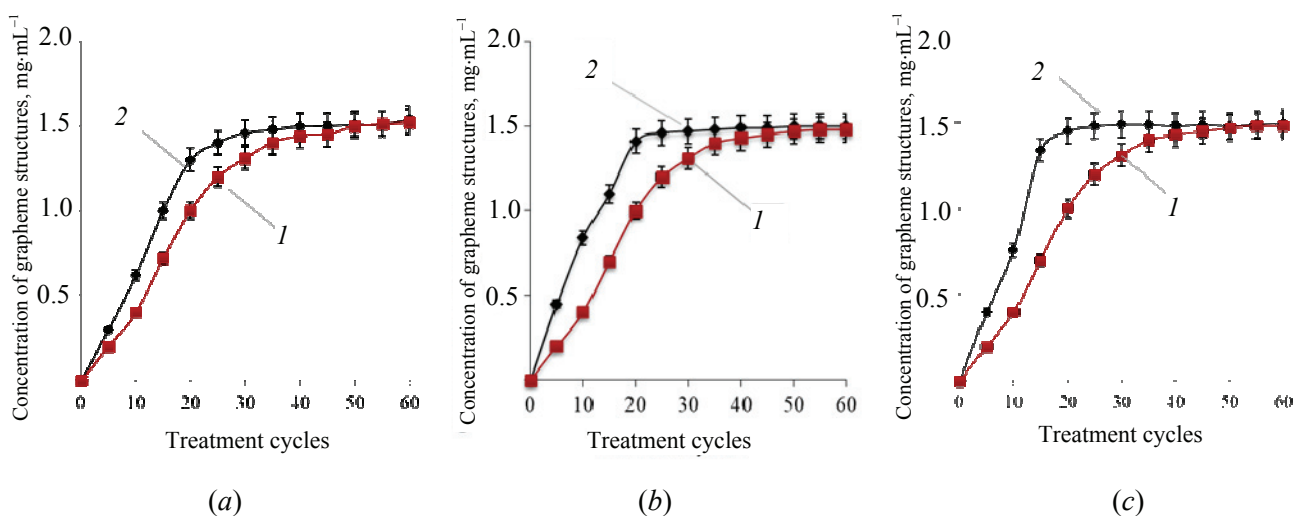 Concentration of grapheme structures, mg·mL⁻¹
2.0
1.5
1.0
0.5
2
1
0 10 20 30 40 50 60
Treatment cycles
(a)
Concentration of grapheme structures, mg·mL⁻¹
2.0
1.5
1.0
0.5
2
1
0 10 20 30 40 50 60
Treatment cycles
(b)
Concentration of grapheme structures, mg·mL⁻¹
2.0
1.5
1.0
0.5
2
1
0 10 20 30 40 50 60
Treatment cycles
(c)